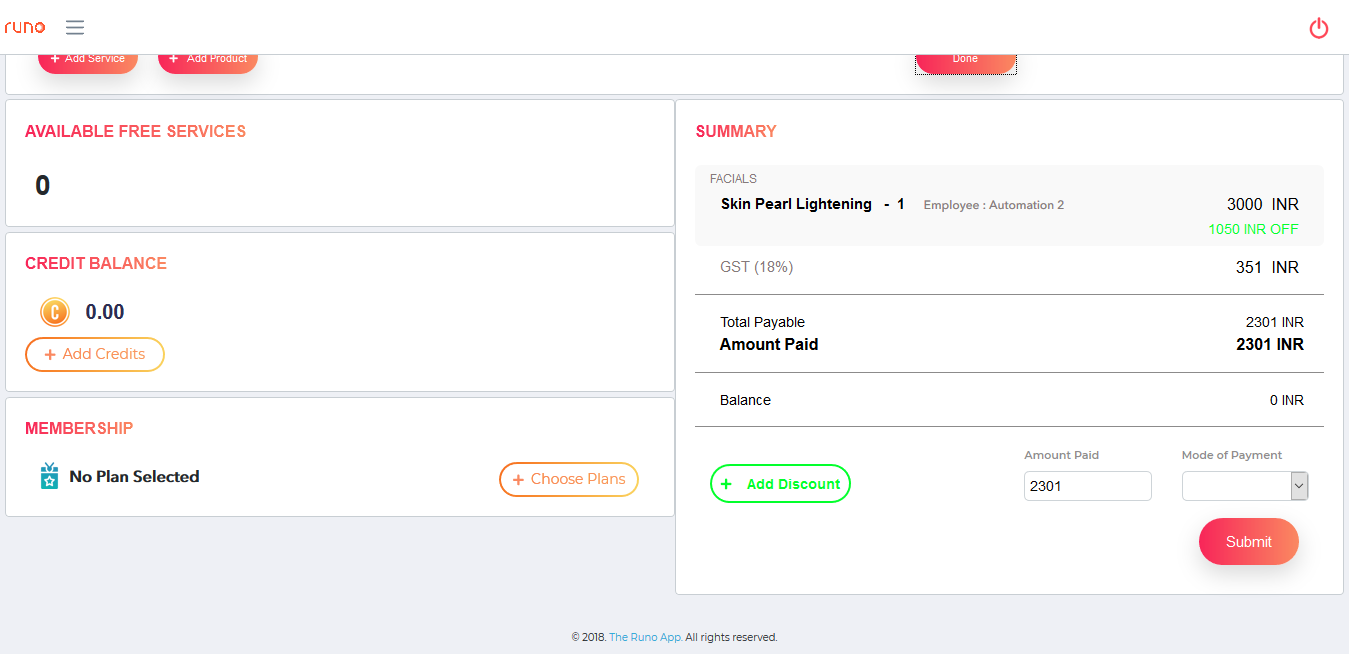 runo
+ Add Service
+ Add Product
Done
AVAILABLE FREE SERVICES
0
CREDIT BALANCE
C 0.00
+ Add Credits
MEMBERSHIP
No Plan Selected
+ Choose Plans
SUMMARY
FACIALS
Skin Pearl Lightening - 1 Employee : Automation 2 3000 INR
1050 INR OFF
GST (18%) 351 INR
Total Payable 2301 INR
Amount Paid 2301 INR
Balance 0 INR
Amount Paid Mode of Payment
+ Add Discount 2301
Submit
© 2018. The Runo App. All rights reserved.